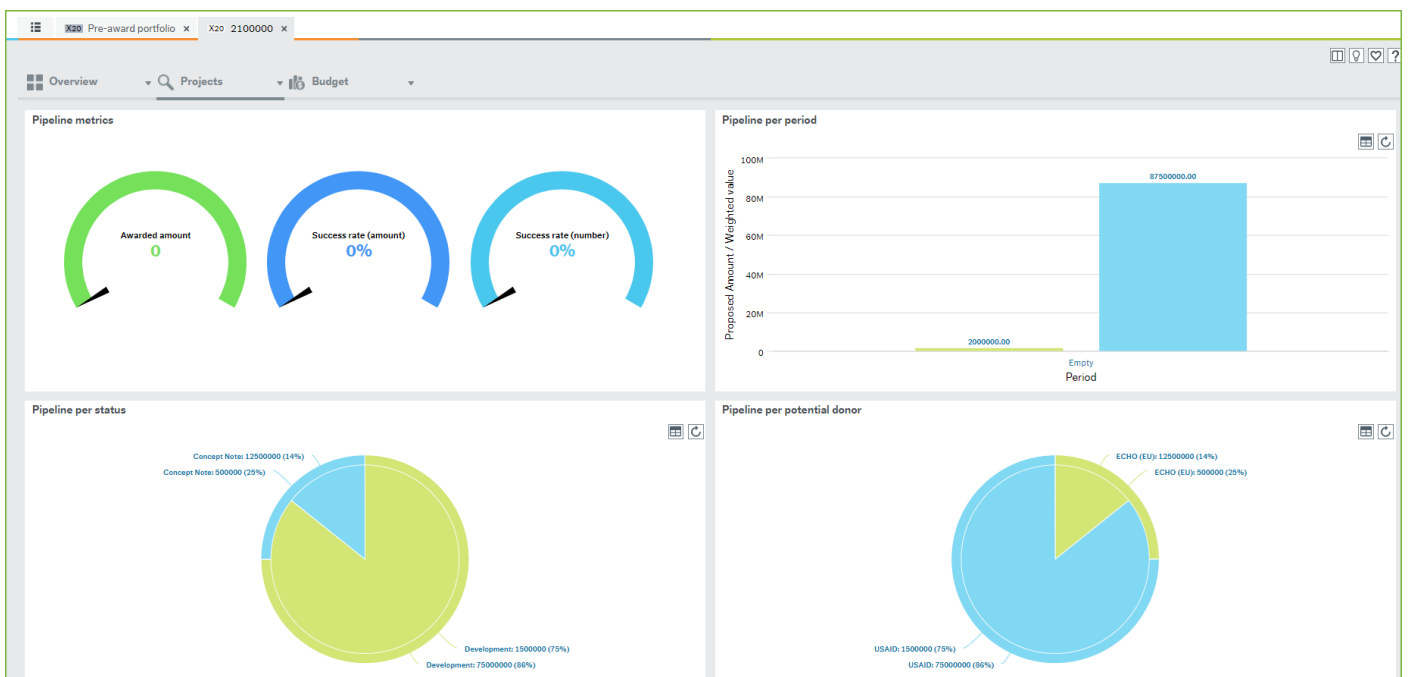 X20 Pre-award portfolio ×
X20 2100000 ×
?
Overview
Projects
Budget
Pipeline metrics
Awarded amount
0
Success rate (amount)
0%
Success rate (number)
0%
Pipeline per period
Proposed Amount / Weighted value
100M
80M
60M
40M
20M
0
87500000.00
2000000.00
Empty
Period
Pipeline per status
Concept Note: 12500000 (14%)
Concept Note: 500000 (25%)
Development: 1500000 (75%)
Development: 75000000 (86%)
Pipeline per potential donor
ECHO (EU): 12500000 (14%)
ECHO (EU): 500000 (25%)
USAID: 1500000 (75%)
USAID: 75000000 (86%)